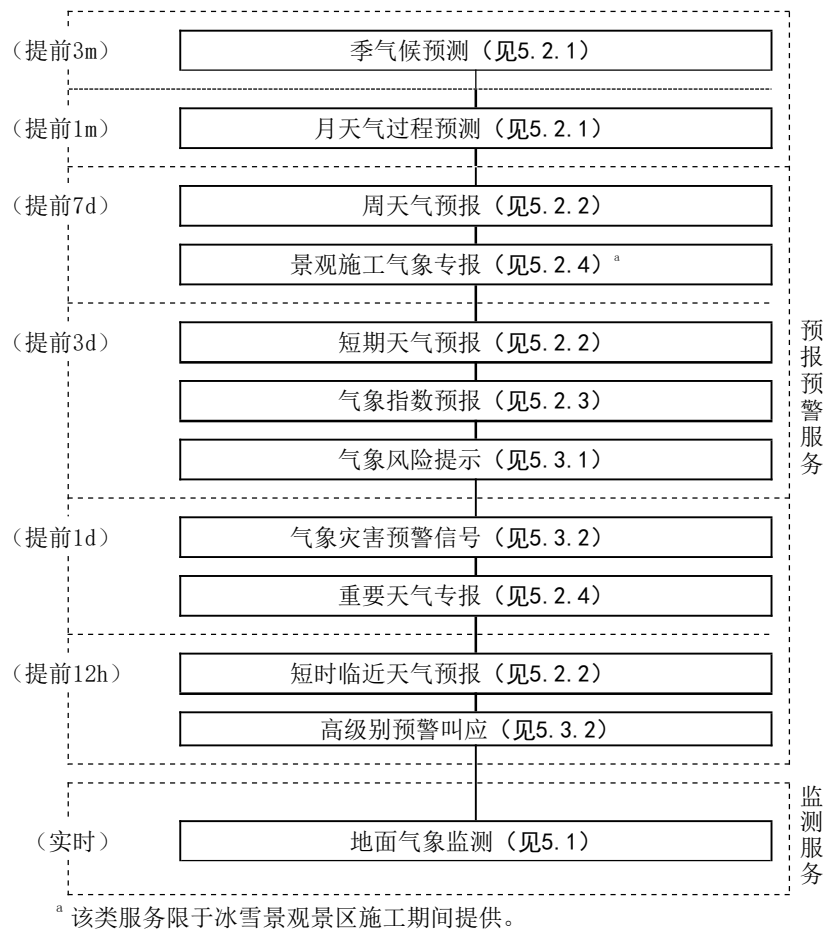 （提前3m）
季气候预测（见5.2.1）
（提前1m）
月天气过程预测（见5.2.1）
（提前7d）
周天气预报（见5.2.2）
景观施工气象专报（见5.2.4）a
（提前3d）
短期天气预报（见5.2.2）
气象指数预报（见5.2.3）
气象风险提示（见5.3.1）
预报预警服务
（提前1d）
气象灾害预警信号（见5.3.2）
重要天气专报（见5.2.4）
（提前12h）
短时临近天气预报（见5.2.2）
高级别预警叫应（见5.3.2）
（实时）
地面气象监测（见5.1）
监测服务
a 该类服务限于冰雪景观景区施工期间提供。